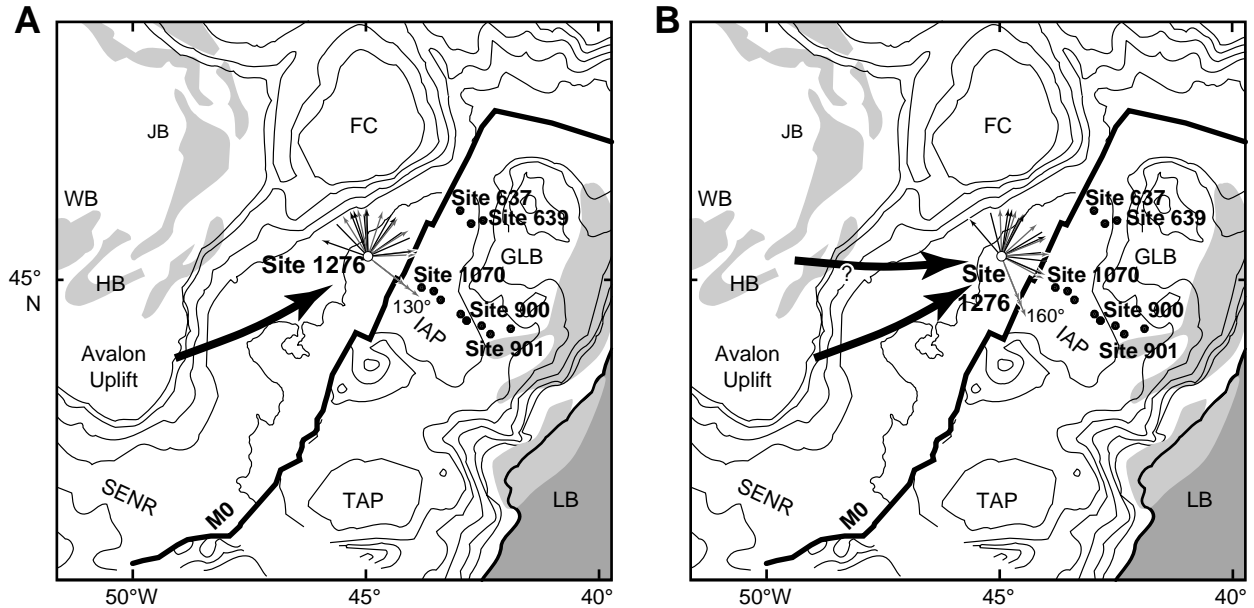 A
JB
FC
WB
Site 637
Site 639
GLB
Site 1276
45°
N
HB
Site 1070
130°
Site 900
IAP
Site 901
Avalon
Uplift
SENR
M0
TAP
LB
50°W
45°
40°
B
JB
FC
WB
Site 637
Site 639
GLB
HB
?
Site
1276
Site 1070
160°
Site 900
IAP
Site 901
Avalon
Uplift
SENR
M0
TAP
LB
50°W
45°
40°